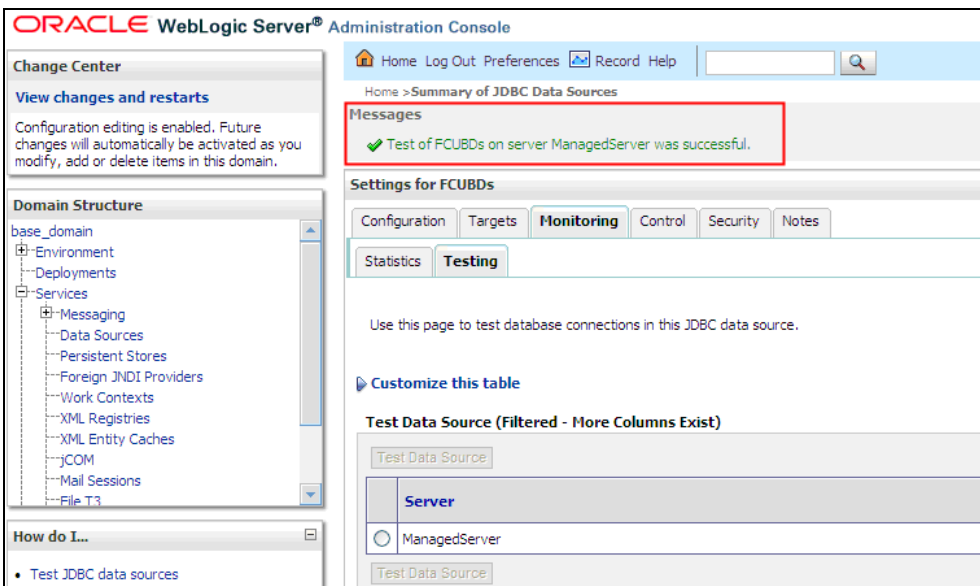 ORACLE WebLogic Server® Administration Console
Change Center
View changes and restarts
Configuration editing is enabled. Future
changes will automatically be activated as you
modify, add or delete items in this domain.
Domain Structure
base_domain
Environment
Deployments
Services
Messaging
Data Sources
Persistent Stores
Foreign JNDI Providers
Work Contexts
XML Registries
XML Entity Caches
jCOM
Mail Sessions
File T3
How do I...
Test JDBC data sources
Home Log Out Preferences Record Help
Home >Summary of JDBC Data Sources
Messages
Test of FCUBDs on server ManagedServer was successful.
Settings for FCUBDs
Configuration Targets Monitoring Control Security Notes
Statistics Testing
Use this page to test database connections in this JDBC data source.
Customize this table
Test Data Source (Filtered - More Columns Exist)
Test Data Source
Server
ManagedServer
Test Data Source